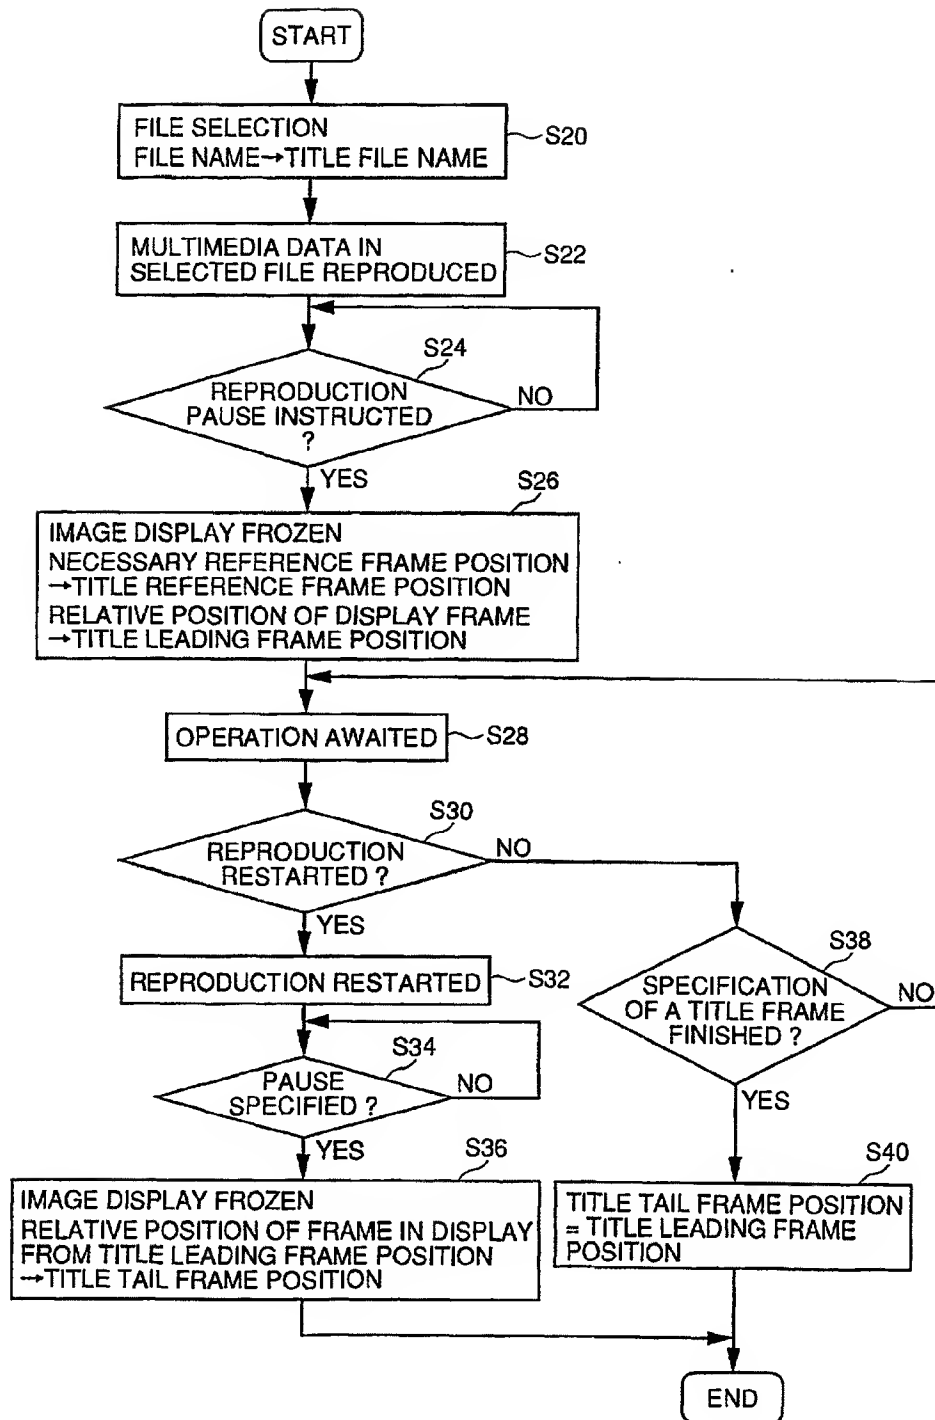 START
FILE SELECTION
FILE NAME→TITLE FILE NAME
S20
MULTIMEDIA DATA IN
SELECTED FILE REPRODUCED
S22
S24
REPRODUCTION
PAUSE INSTRUCTED
?
NO
YES
S26
IMAGE DISPLAY FROZEN
NECESSARY REFERENCE FRAME POSITION
→TITLE REFERENCE FRAME POSITION
RELATIVE POSITION OF DISPLAY FRAME
→TITLE LEADING FRAME POSITION
OPERATION AWAITED
S28
S30
REPRODUCTION
RESTARTED ?
NO
YES
REPRODUCTION RESTARTED
S32
S34
PAUSE
SPECIFIED ?
NO
YES
S36
IMAGE DISPLAY FROZEN
RELATIVE POSITION OF FRAME IN DISPLAY
FROM TITLE LEADING FRAME POSITION
→TITLE TAIL FRAME POSITION
S38
SPECIFICATION
OF A TITLE FRAME
FINISHED ?
NO
YES
S40
TITLE TAIL FRAME POSITION
= TITLE LEADING FRAME
POSITION
END